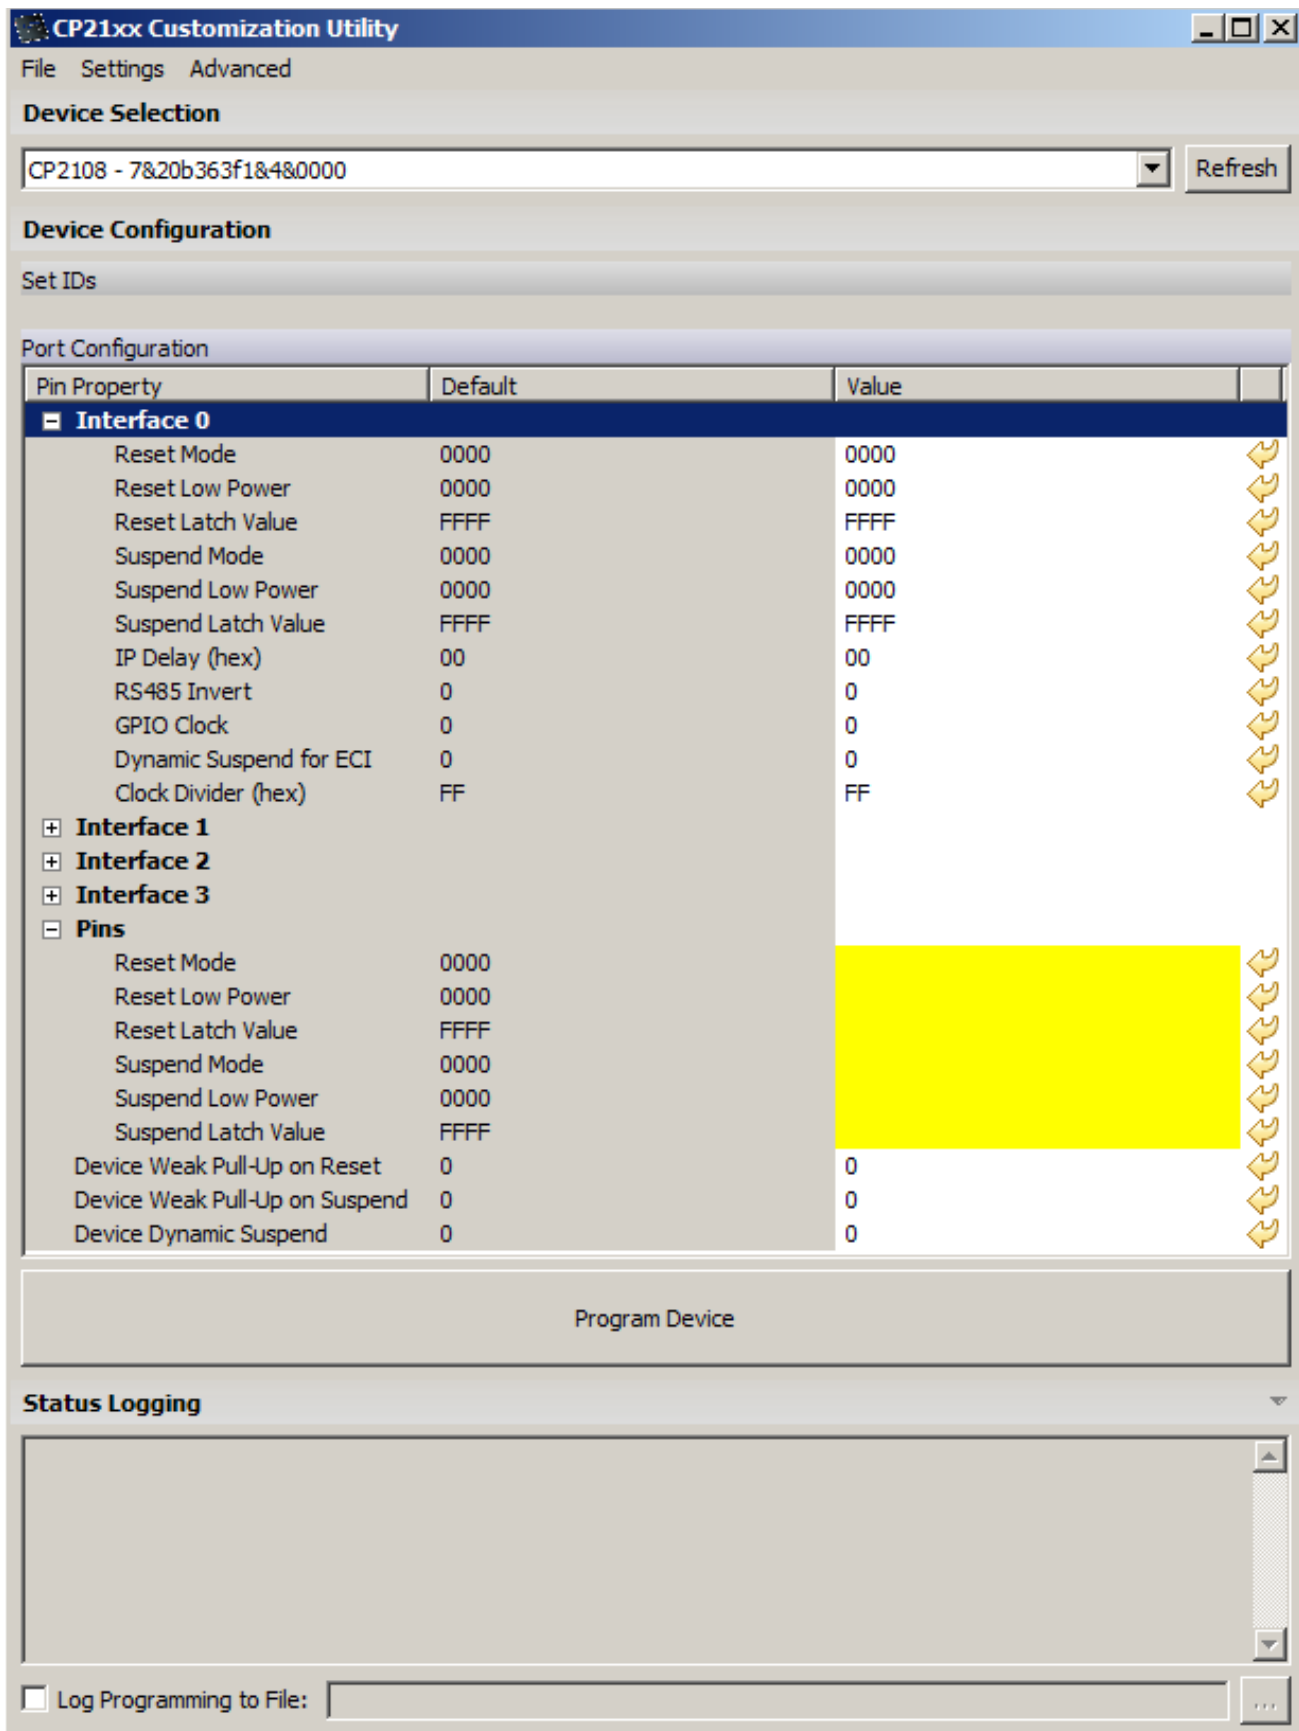 CP21xx Customization Utility
File Settings Advanced
Device Selection
CP2108 - 7&20b363f1&4&0000 Refresh
Device Configuration
Set IDs
Port Configuration
Pin Property Default Value
Interface 0
Reset Mode 0000 0000
Reset Low Power 0000 0000
Reset Latch Value FFFF FFFF
Suspend Mode 0000 0000
Suspend Low Power 0000 0000
Suspend Latch Value FFFF FFFF
IP Delay (hex) 00 00
RS485 Invert 0 0
GPIO Clock 0 0
Dynamic Suspend for ECI 0 0
Clock Divider (hex) FF FF
Interface 1
Interface 2
Interface 3
Pins
Reset Mode 0000
Reset Low Power 0000
Reset Latch Value FFFF
Suspend Mode 0000
Suspend Low Power 0000
Suspend Latch Value FFFF
Device Weak Pull-Up on Reset 0 0
Device Weak Pull-Up on Suspend 0 0
Device Dynamic Suspend 0 0
Program Device
Status Logging
Log Programming to File: ...